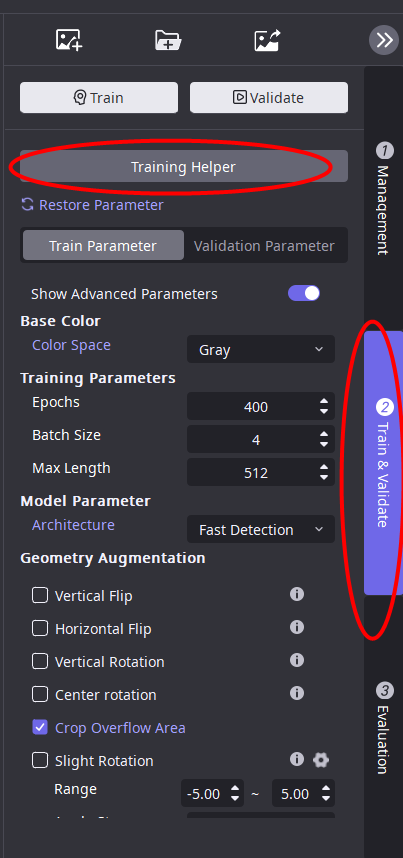 Train
Validate
Training Helper
Restore Parameter
Train Parameter
Validation Parameter
Show Advanced Parameters
Base Color
Color Space
Gray
Training Parameters
Epochs
400
Batch Size
4
Max Length
512
Model Parameter
Architecture
Fast Detection
Geometry Augmentation
Vertical Flip
Horizontal Flip
Vertical Rotation
Center rotation
Crop Overflow Area
Slight Rotation
Range
-5.00 ~ 5.00
1 Management
2 Train & Validate
3 Evaluation